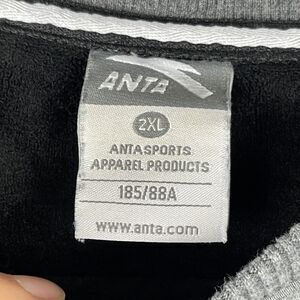 ANTA
2XL
ANTASPORTS
APPAREL PRODUCTS
185/88A
www.anta.com